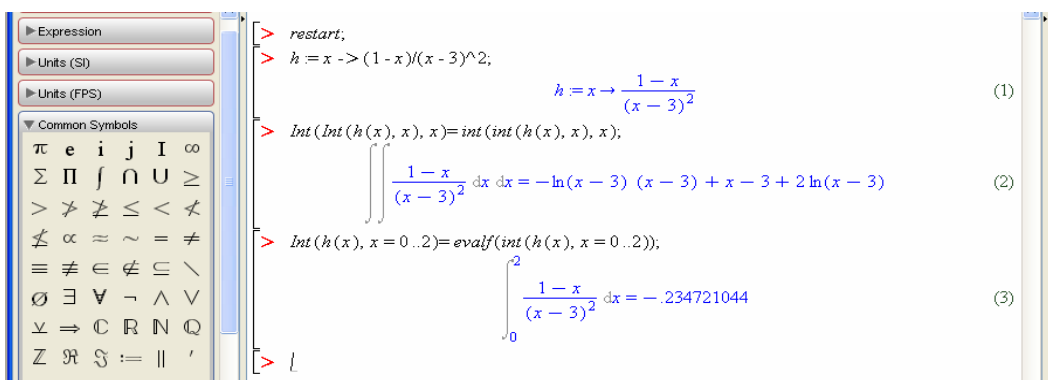 Expression
Units (SI)
Units (FPS)
Common Symbols
π e i j I ∞
Σ Π ∫ ∩ ∪ ≥
> ≯ ≱ ≤ < ≮
≰ ∝ ≈ ∼ = ≠
≡ ≢ ∈ ∉ ⊆ \
∅ ∃ ∀ ¬ ∧ ∨
⊻ ⇒ ℂ ℝ ℕ ℚ
ℤ ℜ ℑ := ∥ ′
> restart;
> h := x -> (1 - x)/(x - 3)^2;
h := x → (1 − x)/(x − 3)² (1)
> Int(Int(h(x), x), x)= int(int(h(x), x), x);
∫∫ (1 − x)/(x − 3)² dx dx = −ln(x − 3) (x − 3) + x − 3 + 2 ln(x − 3) (2)
> Int(h(x), x = 0..2)= evalf(int(h(x), x = 0..2));
∫₀² (1 − x)/(x − 3)² dx = −.234721044 (3)
>